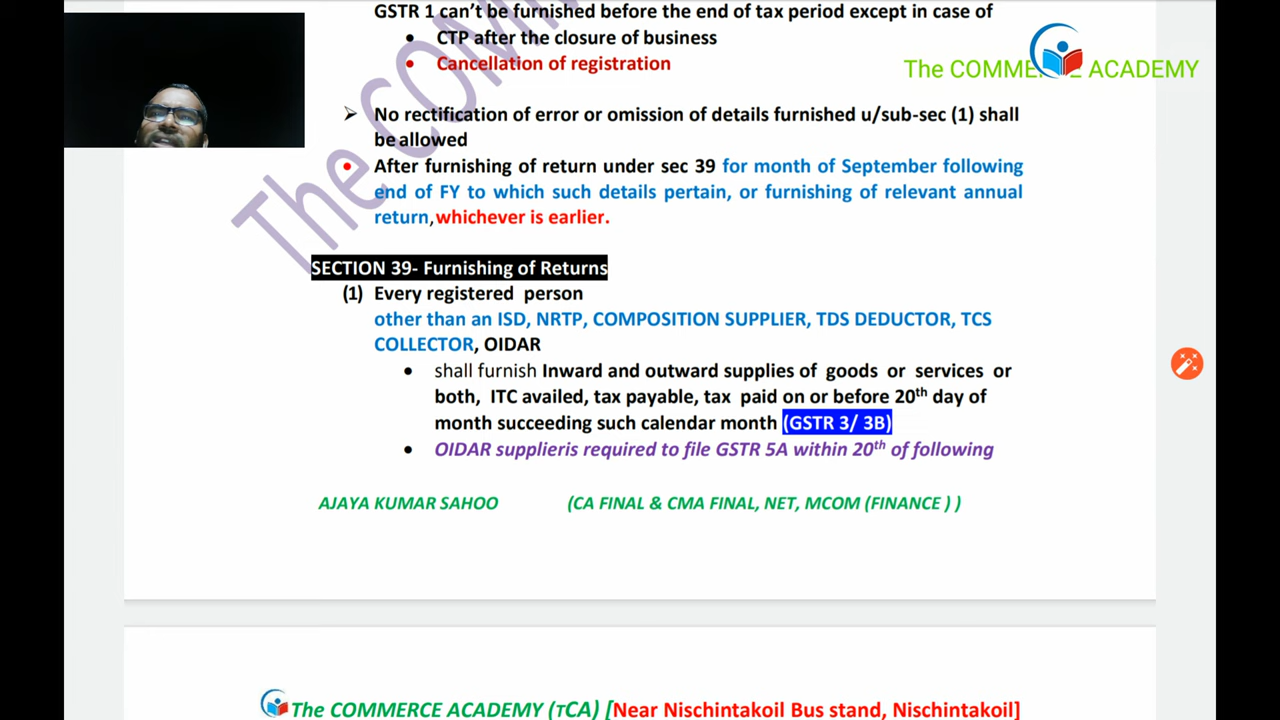 GSTR 1 can't be furnished before the end of tax period except in case of
• CTP after the closure of business
• Cancellation of registration
The COMMERCE ACADEMY
➢ No rectification of error or omission of details furnished u/sub-sec (1) shall
be allowed
• After furnishing of return under sec 39 for month of September following
end of FY to which such details pertain, or furnishing of relevant annual
return, whichever is earlier.
The COMM
SECTION 39- Furnishing of Returns
(1) Every registered person
other than an ISD, NRTP, COMPOSITION SUPPLIER, TDS DEDUCTOR, TCS
COLLECTOR, OIDAR
• shall furnish Inward and outward supplies of goods or services or
both, ITC availed, tax payable, tax paid on or before 20th day of
month succeeding such calendar month (GSTR 3/ 3B)
• OIDAR supplieris required to file GSTR 5A within 20th of following
AJAYA KUMAR SAHOO (CA FINAL & CMA FINAL, NET, MCOM (FINANCE ) )
The COMMERCE ACADEMY (TCA) [Near Nischintakoil Bus stand, Nischintakoil]